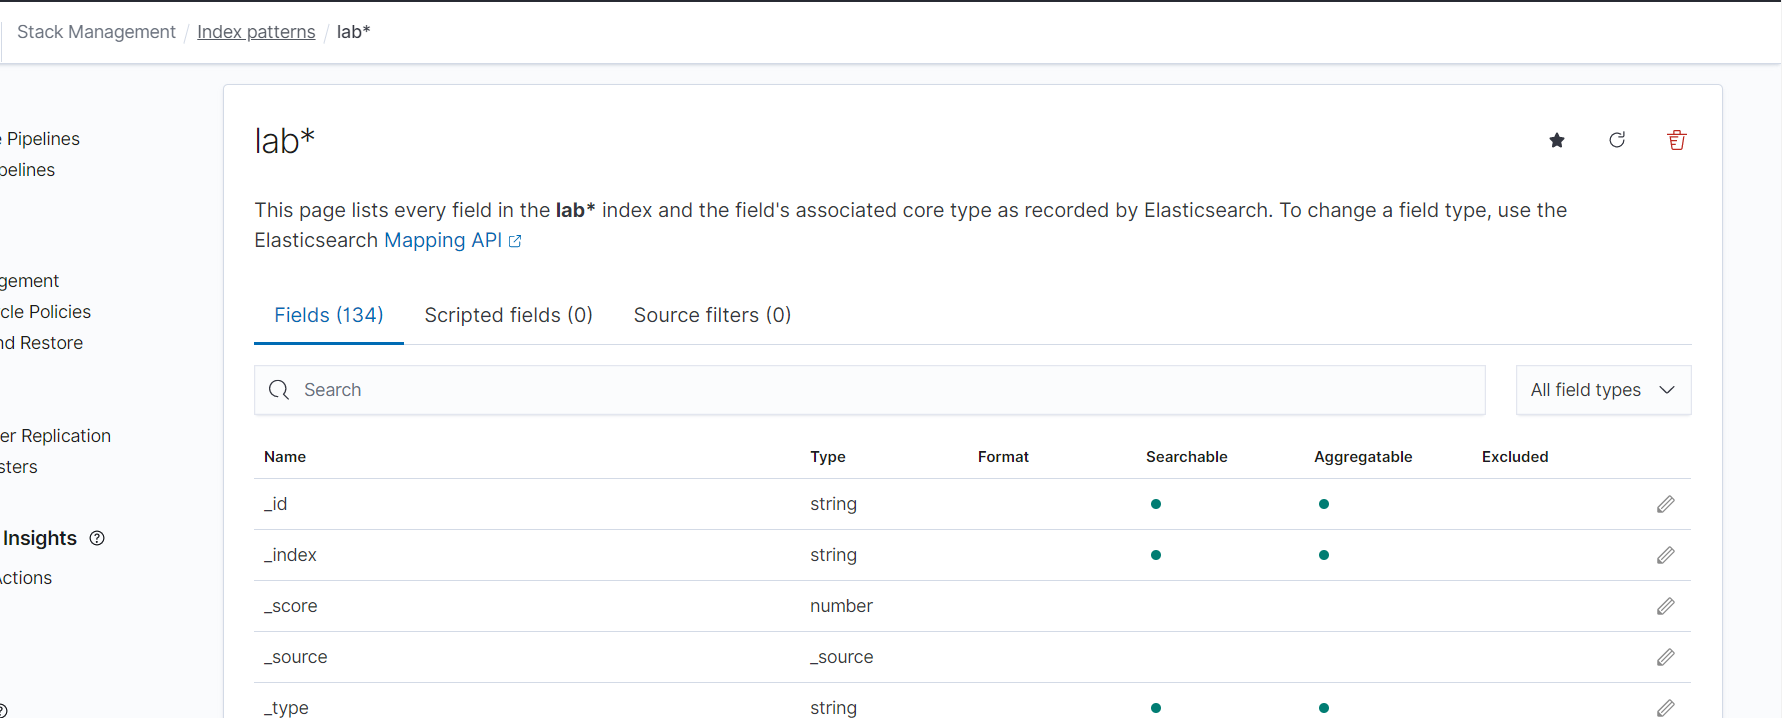 Stack Management / Index patterns / lab*
e Pipelines
pelines
gement
cle Policies
nd Restore
er Replication
sters
Insights
Actions
lab*
This page lists every field in the lab* index and the field's associated core type as recorded by Elasticsearch. To change a field type, use the
Elasticsearch Mapping API
Fields (134) Scripted fields (0) Source filters (0)
Search All field types
Name Type Format Searchable Aggregatable Excluded
_id string
_index string
_score number
_source _source
_type string